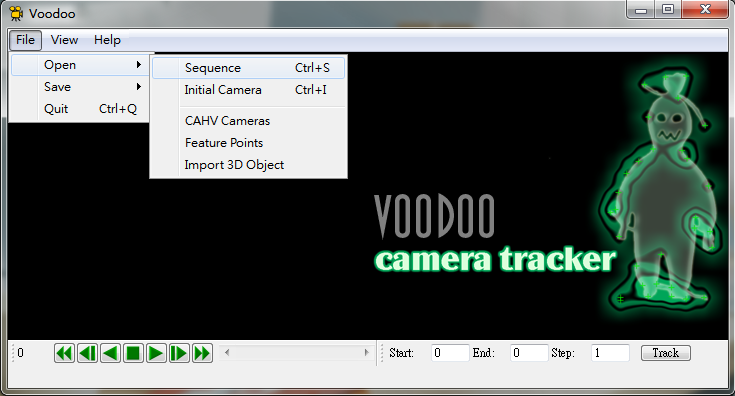 Voodoo
File View Help
Open
Save
Quit Ctrl+Q
Sequence Ctrl+S
Initial Camera Ctrl+I
CAHV Cameras
Feature Points
Import 3D Object
VOODOO
camera tracker
0 Start: 0 End: 0 Step: 1 Track